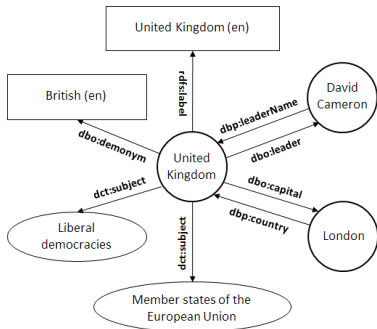 United Kingdom (en)
rdfs:label
David
Cameron
British (en)
dbp:leaderName
dbo:demonym
dbo:leader
United
Kingdom
dct:subject
dbo:capital
dbp:country
Liberal
democracies
dct:subject
London
Member states of the
European Union